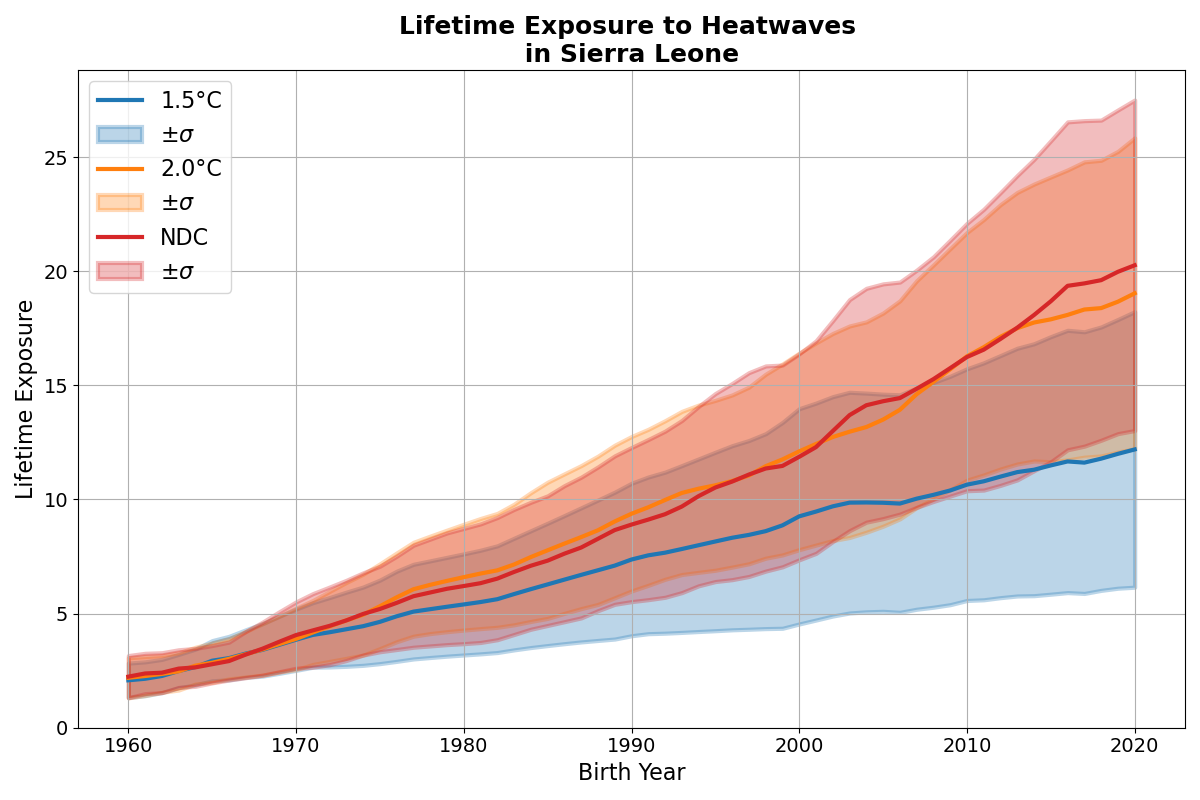 Lifetime Exposure to Heatwaves
in Sierra Leone
1.5°C
±σ
2.0°C
±σ
NDC
±σ
Lifetime Exposure
25
20
15
10
5
0
1960 1970 1980 1990 2000 2010 2020
Birth Year